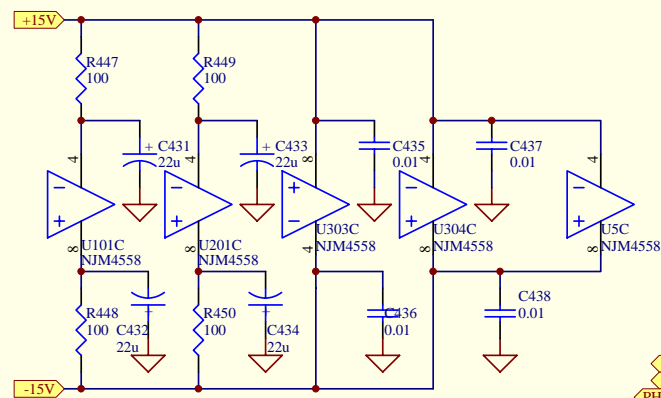 +15V
R447
100
R449
100
4
+ C431
22u
4
+ C433
22u
8
C435
0.01
4
C437
0.01
4
8
U101C
NJM4558
8
U201C
NJM4558
4
U303C
NJM4558
8
U304C
NJM4558
8
U5C
NJM4558
R448
100
C432
22u
R450
100
C434
22u
C436
0.01
C438
0.01
-15V